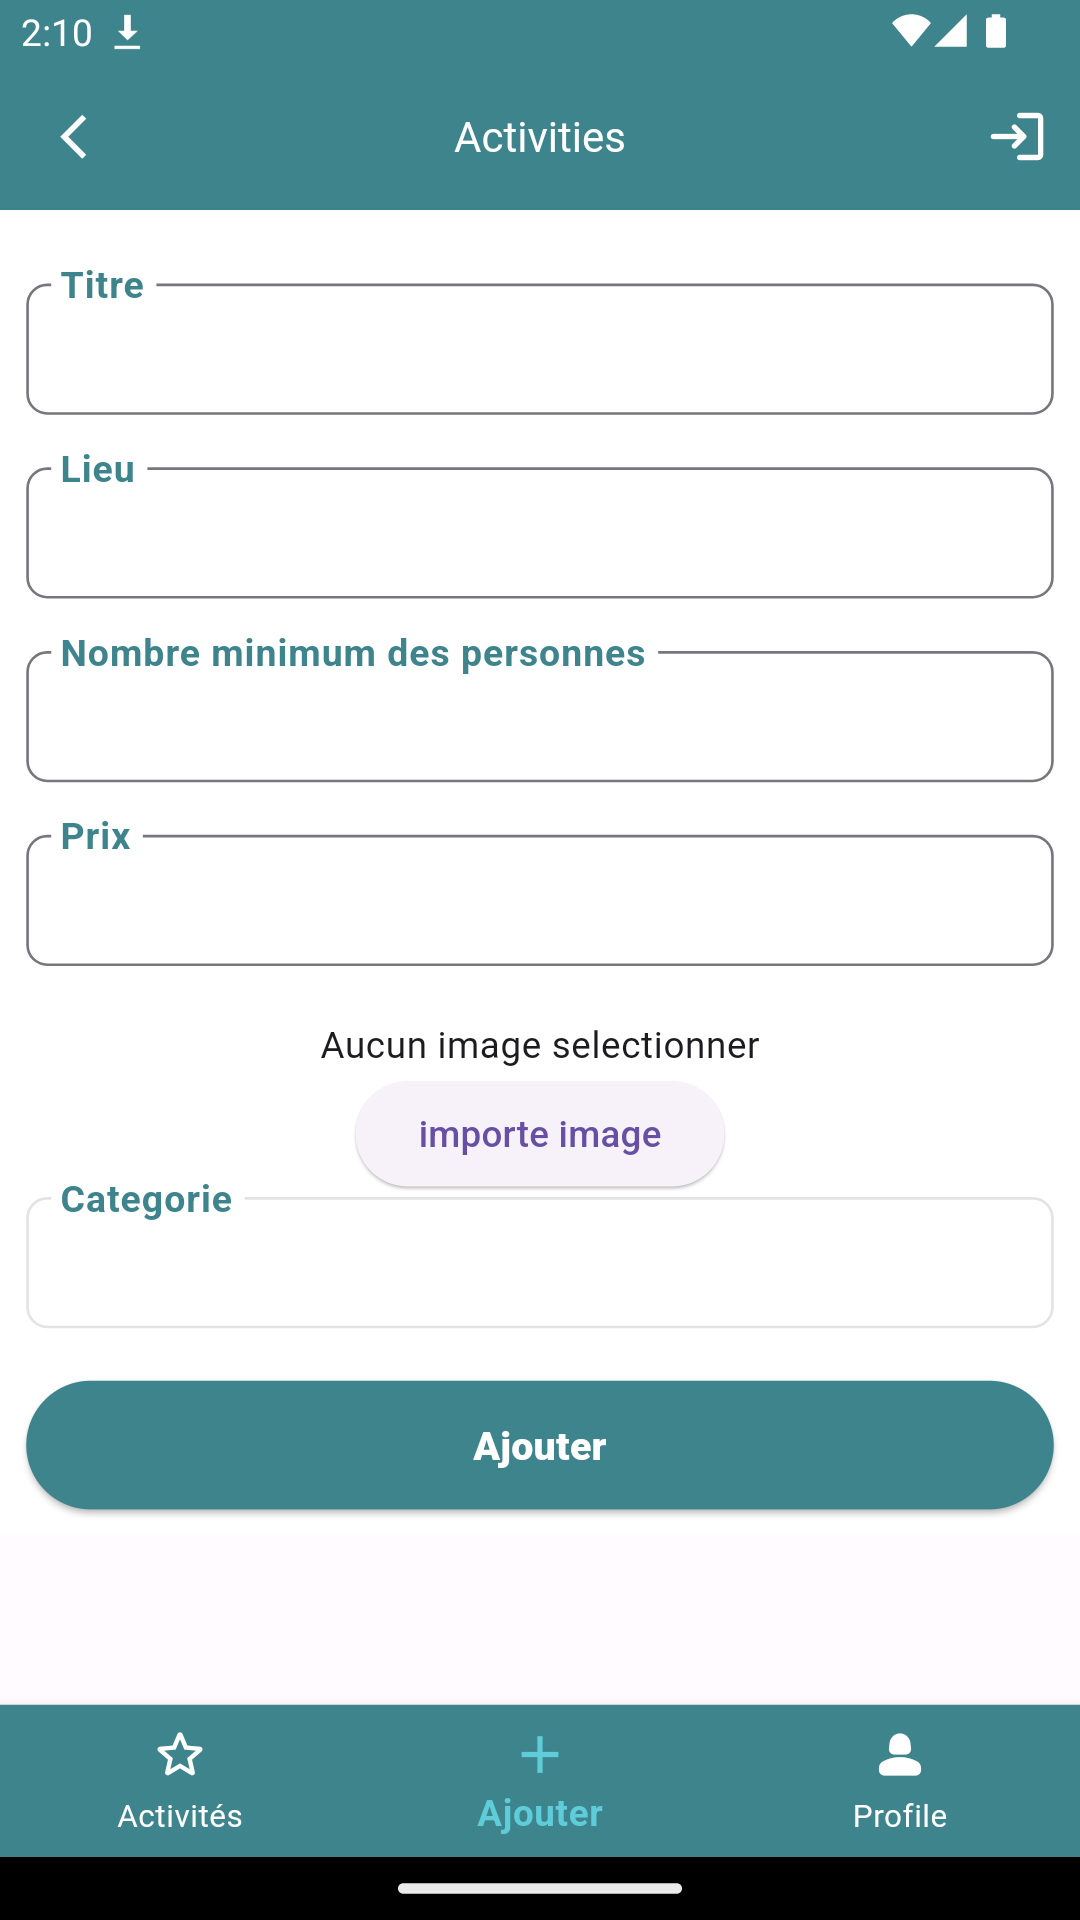 2:10
Activities
Titre
Lieu
Nombre minimum des personnes
Prix
Aucun image selectionner
importe image
Categorie
Ajouter
Activités
Ajouter
Profile